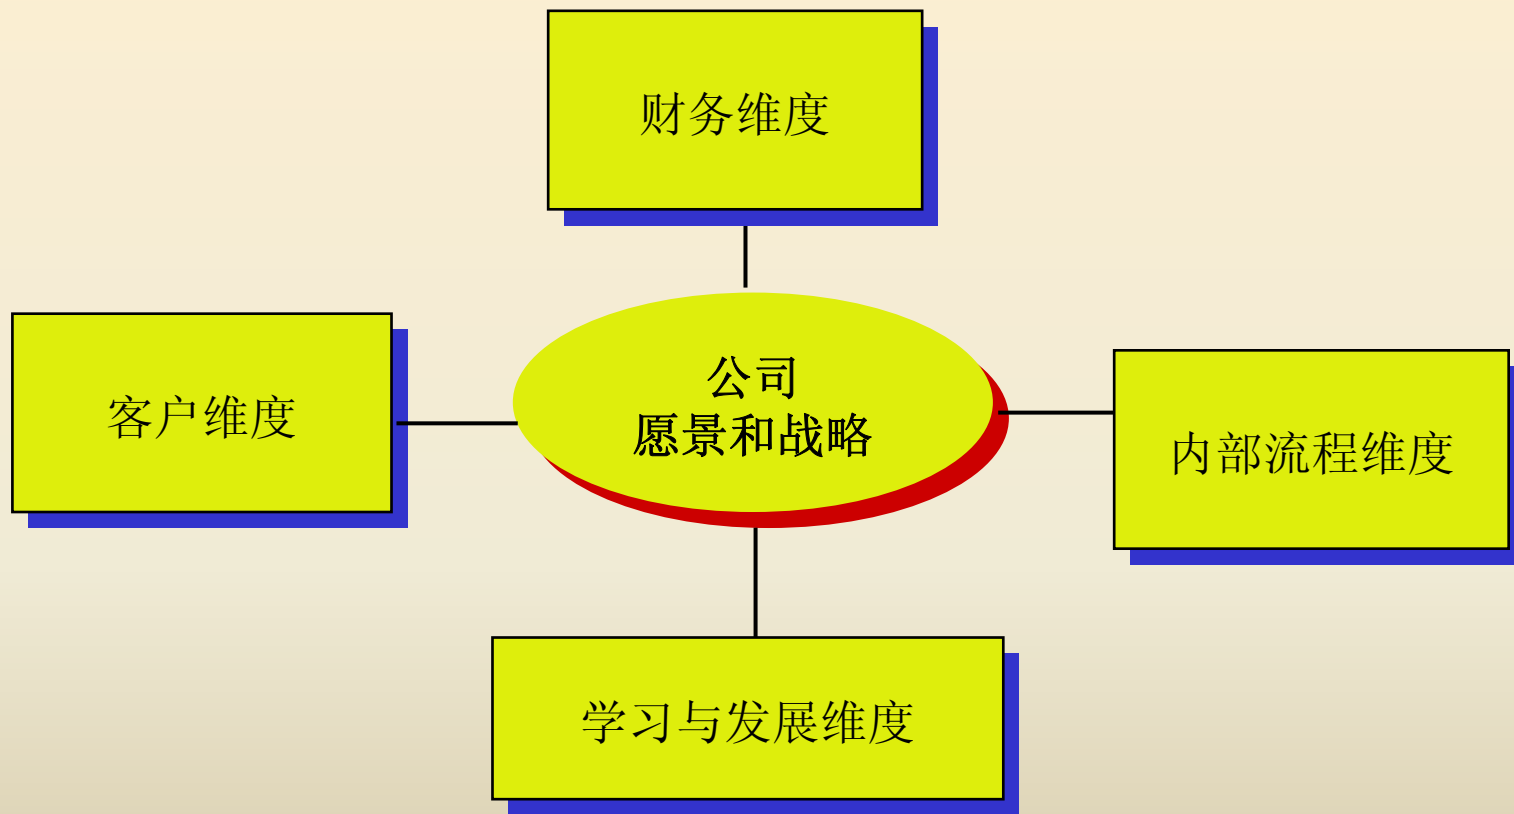 财务维度
客户维度
公司
愿景和战略
内部流程维度
学习与发展维度